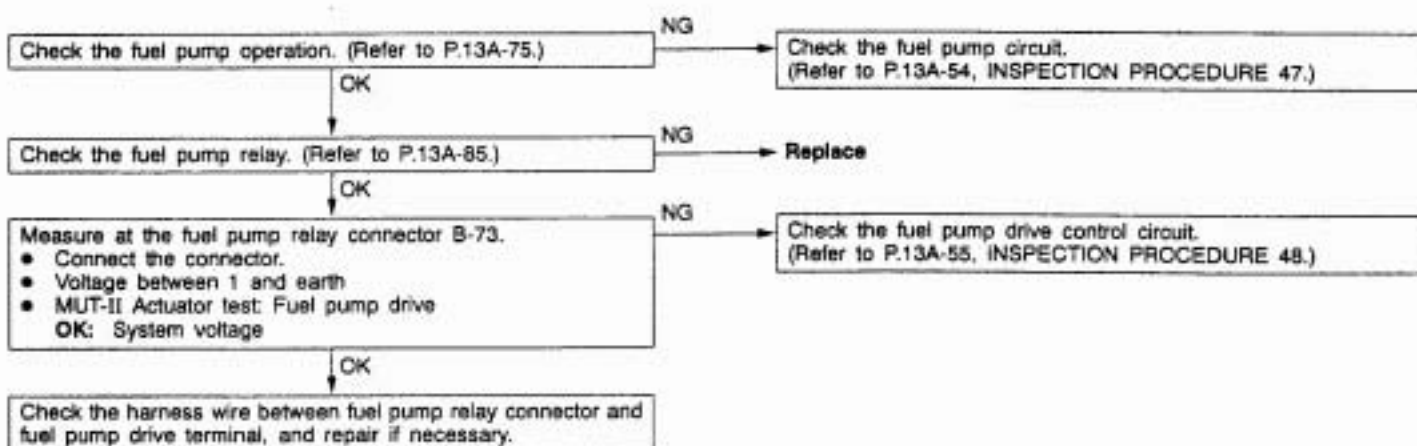 Check the fuel pump operation. (Refer to P.13A-75.)
NG
Check the fuel pump circuit.
(Refer to P.13A-54, INSPECTION PROCEDURE 47.)
OK
Check the fuel pump relay. (Refer to P.13A-85.)
NG
Replace
OK
Measure at the fuel pump relay connector B-73.
● Connect the connector.
● Voltage between 1 and earth
● MUT-II Actuator test: Fuel pump drive
OK: System voltage
NG
Check the fuel pump drive control circuit.
(Refer to P.13A-55, INSPECTION PROCEDURE 48.)
OK
Check the harness wire between fuel pump relay connector and
fuel pump drive terminal, and repair if necessary.